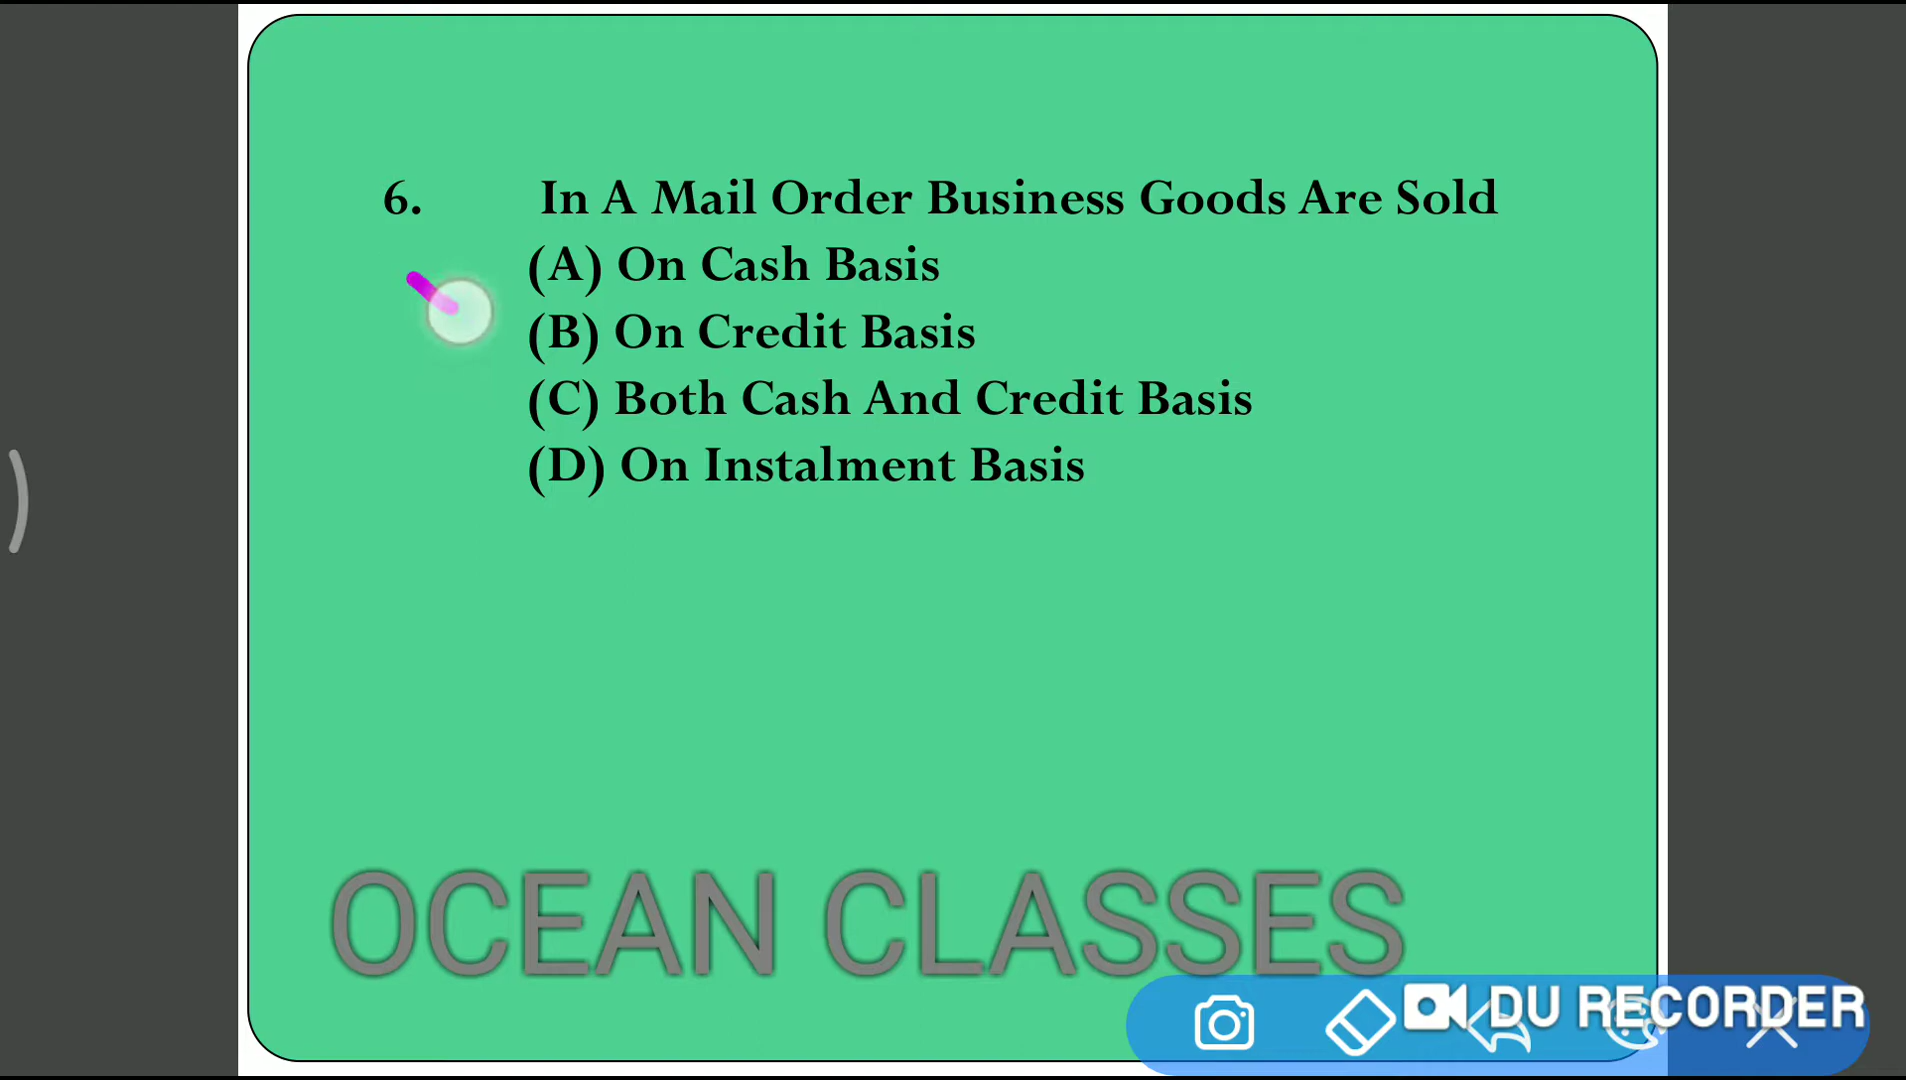 6. In A Mail Order Business Goods Are Sold
(A) On Cash Basis
(B) On Credit Basis
(C) Both Cash And Credit Basis
(D) On Instalment Basis
OCEAN CLASSES
DU RECORDER